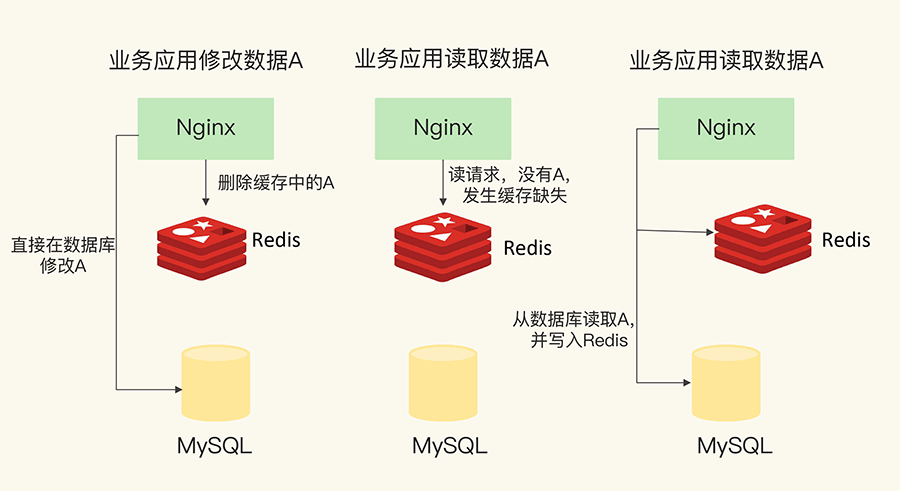 业务应用修改数据A
Nginx
删除缓存中的A
直接在数据库
修改A
Redis
MySQL
业务应用读取数据A
Nginx
读请求，没有A，
发生缓存缺失
Redis
MySQL
业务应用读取数据A
Nginx
Redis
从数据库读取A，
并写入Redis
MySQL